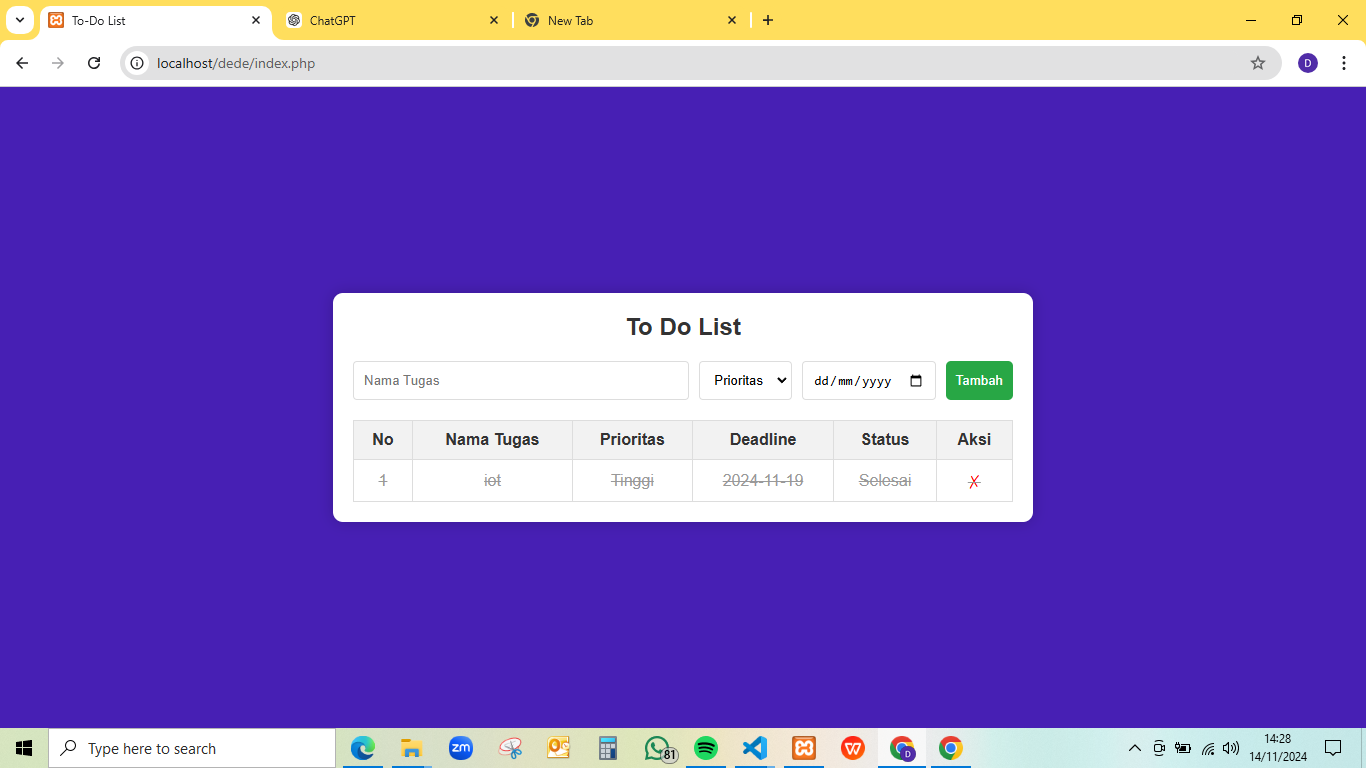 To-Do List
ChatGPT
New Tab
localhost/dede/index.php
D
To Do List
Nama Tugas Prioritas dd/mm/yyyy Tambah
No Nama Tugas Prioritas Deadline Status Aksi
1 iot Tinggi 2024-11-19 Selesai X
Type here to search
zm
81
D
14:28
14/11/2024